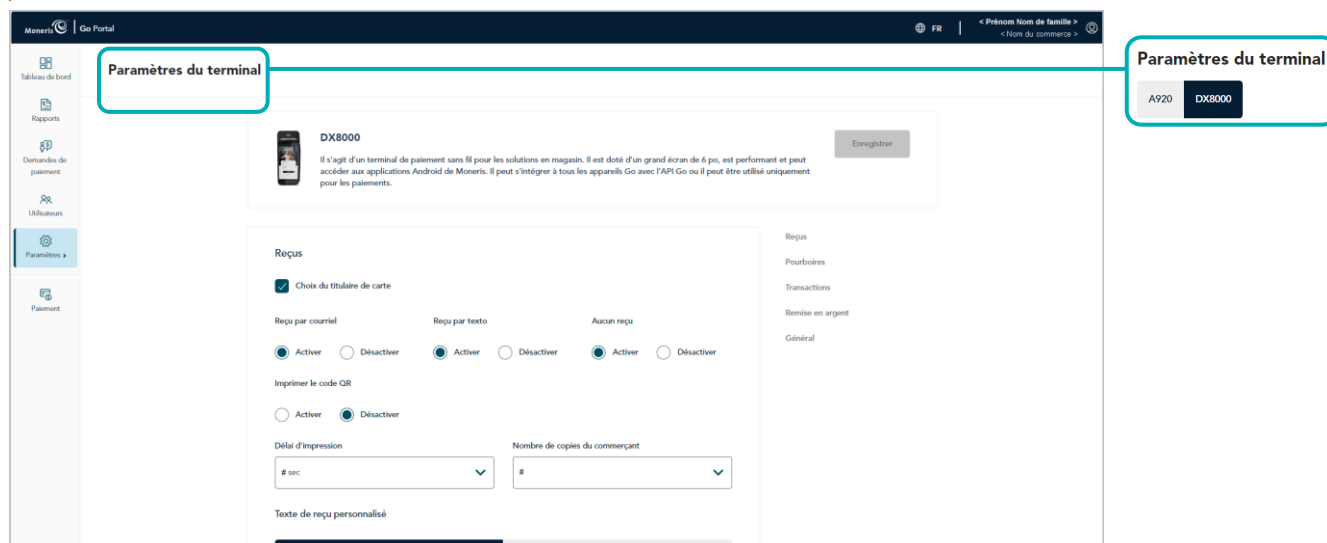 Moneris Go Portal
FR
< Prénom Nom de famille >
< Nom du commerce >
Tableau de bord
Rapports
Demandes de
paiement
Utilisateurs
Paramètres
Paiement
Paramètres du terminal
Paramètres du terminal
A920 DX8000
DX8000
Il s'agit d'un terminal de paiement sans fil pour les solutions en magasin. Il est doté d'un grand écran de 6 po, est performant et peut
accéder aux applications Android de Moneris. Il peut s'intégrer à tous les appareils Go avec l'API Go ou il peut être utilisé uniquement
pour les paiements.
Enregistrer
Reçus
Choix du titulaire de carte
Reçu par courriel Reçu par texto Aucun reçu
Activer Désactiver Activer Désactiver Activer Désactiver
Imprimer le code QR
Activer Désactiver
Délai d'impression Nombre de copies du commerçant
# sec #
Texte de reçu personnalisé
Reçus
Pourboires
Transactions
Remise en argent
Général